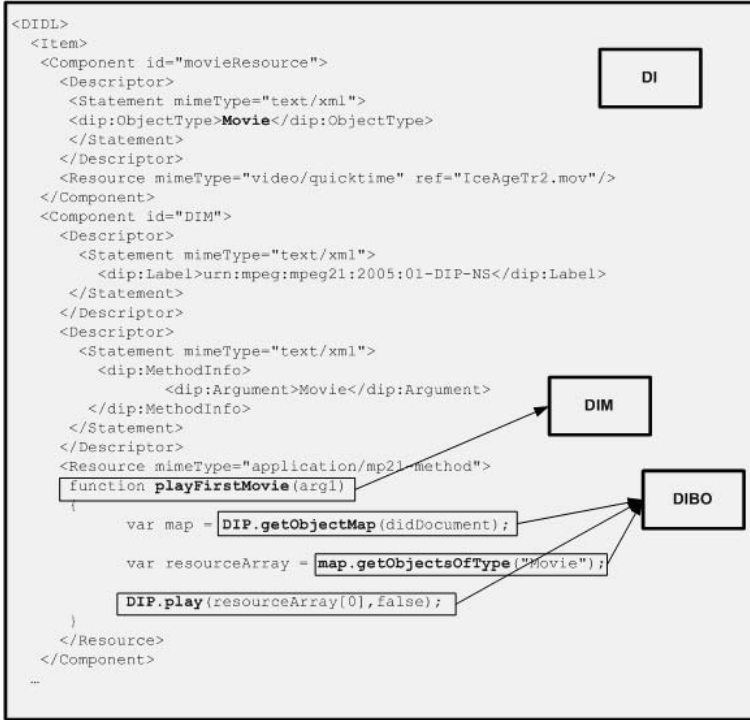 <DIDL>
<Item>
<Component id="movieResource">
<Descriptor>
<Statement mimeType="text/xml">
<dip:ObjectType>Movie</dip:ObjectType>
</Statement>
</Descriptor>
<Resource mimeType="video/quicktime" ref="IceAgeTr2.mov"/>
</Component>
<Component id="DIM">
<Descriptor>
<Statement mimeType="text/xml">
<dip:Label>urn:mpeg:mpeg21:2005:01-DIP-NS</dip:Label>
</Statement>
</Descriptor>
<Descriptor>
<Statement mimeType="text/xml">
<dip:MethodInfo>
<dip:Argument>Movie</dip:Argument>
</dip:MethodInfo>
</Statement>
</Descriptor>
<Resource mimeType="application/mp21-method">
function playFirstMovie(arg1)
{
var map = DIP.getObjectMap(didDocument);
var resourceArray = map.getObjectsOfType("Movie");
DIP.play(resourceArray[0],false);
}
</Resource>
</Component>
…
DI
DIM
DIBO